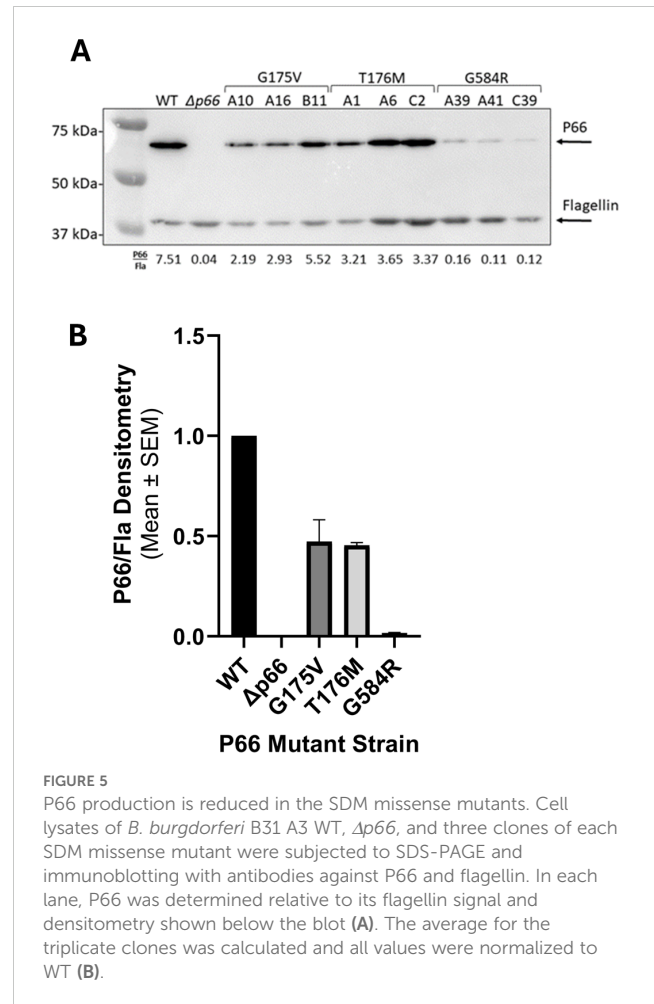 A
G175V T176M G584R
WT Δp66 A10 A16 B11 A1 A6 C2 A39 A41 C39
75 kDa- P66
50 kDa-
Flagellin
37 kDa-
P66
Fla 7.51 0.04 2.19 2.93 5.52 3.21 3.65 3.37 0.16 0.11 0.12
B
P66/Fla Densitometry
(Mean ± SEM)
1.5
1.0
0.5
0.0
WT Δp66 G175V T176M G584R
P66 Mutant Strain
FIGURE 5
P66 production is reduced in the SDM missense mutants. Cell
lysates of B. burgdorferi B31 A3 WT, Δp66, and three clones of each
SDM missense mutant were subjected to SDS-PAGE and
immunoblotting with antibodies against P66 and flagellin. In each
lane, P66 was determined relative to its flagellin signal and
densitometry shown below the blot (A). The average for the
triplicate clones was calculated and all values were normalized to
WT (B).